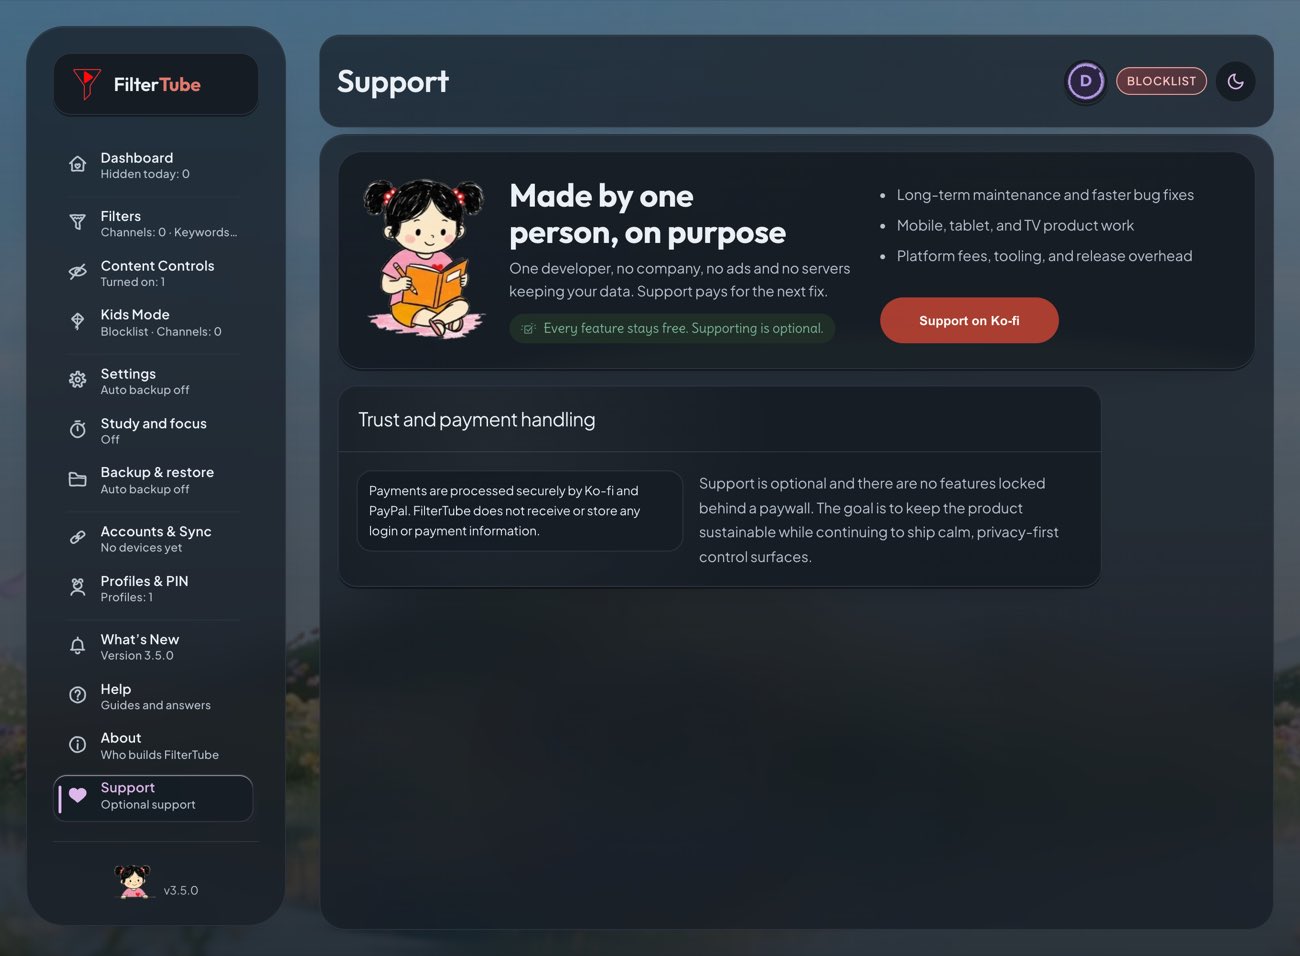 FilterTube
Dashboard
Hidden today: 0
Filters
Channels: 0 · Keywords…
Content Controls
Turned on: 1
Kids Mode
Blocklist · Channels: 0
Settings
Auto backup off
Study and focus
Off
Backup & restore
Auto backup off
Accounts & Sync
No devices yet
Profiles & PIN
Profiles: 1
What's New
Version 3.5.0
Help
Guides and answers
About
Who builds FilterTube
Support
Optional support
v3.5.0
Support
D
BLOCKLIST
Made by one
person, on purpose
One developer, no company, no ads and no servers
keeping your data. Support pays for the next fix.
Every feature stays free. Supporting is optional.
• Long-term maintenance and faster bug fixes
• Mobile, tablet, and TV product work
• Platform fees, tooling, and release overhead
Support on Ko-fi
Trust and payment handling
Payments are processed securely by Ko-fi and
PayPal. FilterTube does not receive or store any
login or payment information.
Support is optional and there are no features locked
behind a paywall. The goal is to keep the product
sustainable while continuing to ship calm, privacy-first
control surfaces.